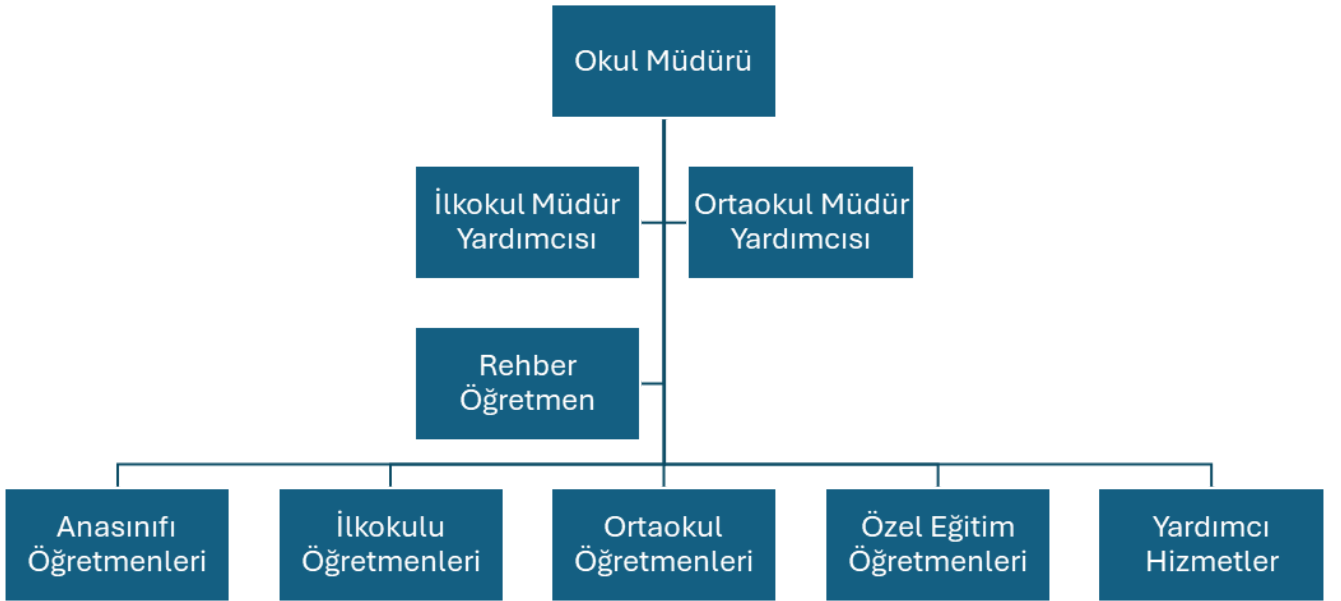 Okul Müdürü
İlkokul Müdür
Yardımcısı
Ortaokul Müdür
Yardımcısı
Rehber
Öğretmen
Anasınıfı
Öğretmenleri
İlkokulu
Öğretmenleri
Ortaokul
Öğretmenleri
Özel Eğitim
Öğretmenleri
Yardımcı
Hizmetler